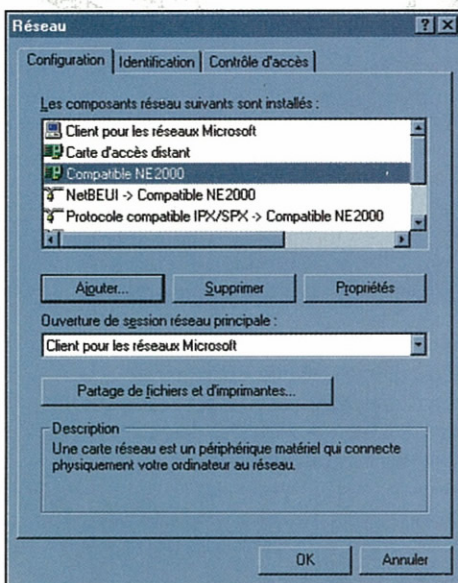 Réseau
Configuration Identification Contrôle d'accès
Les composants réseau suivants sont installés :
Client pour les réseaux Microsoft
Carte d'accès distant
Compatible NE2000
NetBEUI -> Compatible NE2000
Protocole compatible IPX/SPX -> Compatible NE2000
Ajouter... Supprimer Propriétés
Ouverture de session réseau principale :
Client pour les réseaux Microsoft
Partage de fichiers et d'imprimantes...
Description
Une carte réseau est un périphérique matériel qui connecte
physiquement votre ordinateur au réseau.
OK Annuler